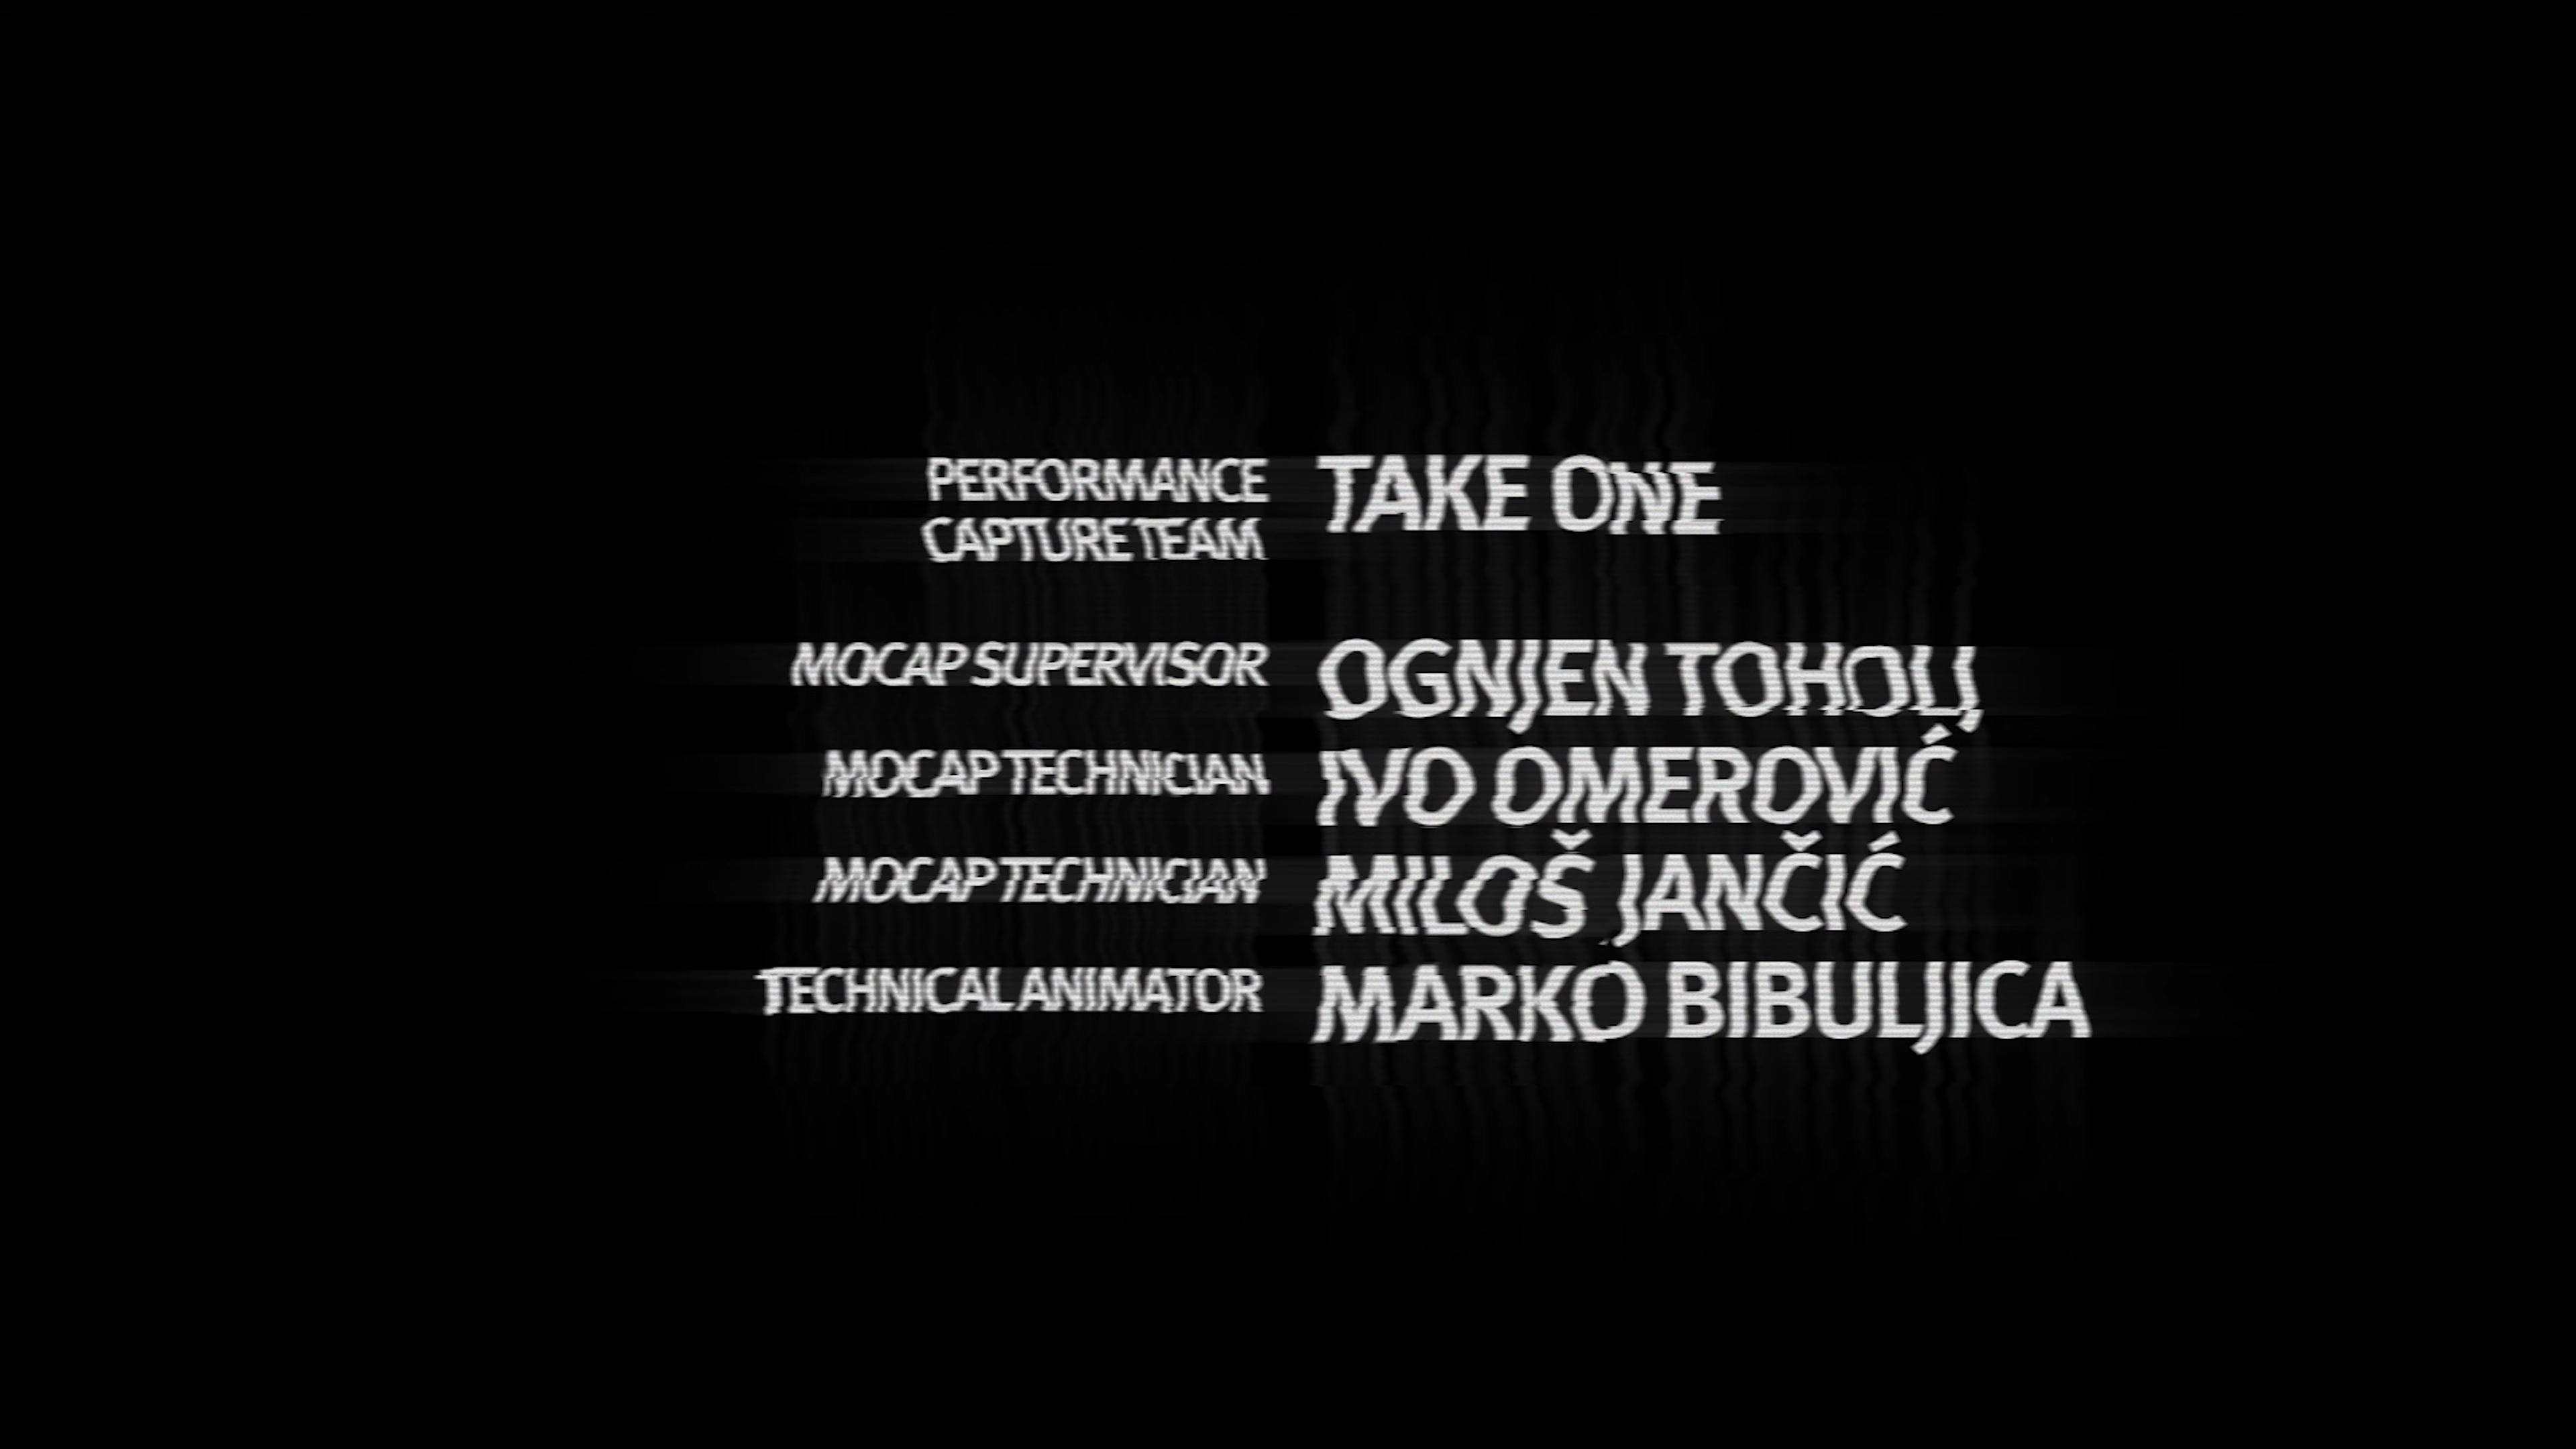 PERFORMANCE TAKE ONE
CAPTURE TEAM
MOCAP SUPERVISOR OGNJEN TOHOLJ
MOCAP TECHNICIAN IVO OMEROVIĆ
MOCAP TECHNICIAN MILOŠ JANČIĆ
TECHNICAL ANIMATOR MARKO BIBULJICA